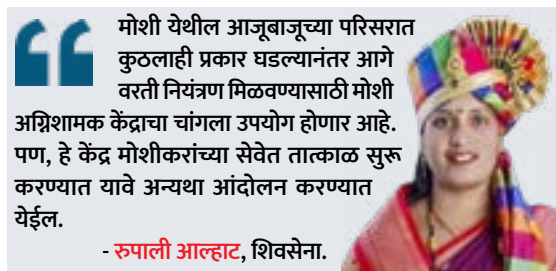 मोशी येथील आजूबाजूच्या परिसरात
कुठलाही प्रकार घडल्यानंतर आगे
वरती नियंत्रण मिळवण्यासाठी मोशी
अग्निशामक केंद्राचा चांगला उपयोग होणार आहे.
पण, हे केंद्र मोशीकरांच्या सेवेत तात्काळ सुरू
करण्यात यावे अन्यथा आंदोलन करण्यात
येईल.
- रुपाली आल्हाट, शिवसेना.